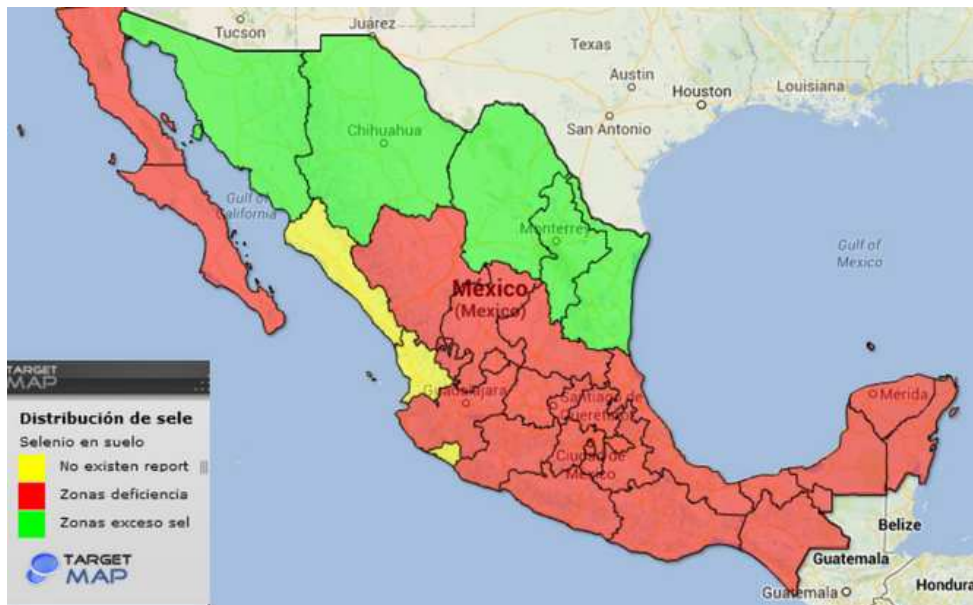 Tucson
Juárez
Texas
Austin
Houston
Louisiana
San Antonio
Chihuahua
Gulf of
California
Monterrey
Gulf of
Mexico
México
(Mexico)
Guadalajara
Santiago de
Querétaro
Ciudad de
México
Mérida
Belize
Guatemala
Guatemala
Hondura
TARGET
MAP
Distribución de sele
Selenio en suelo
No existen report
Zonas deficiencia
Zonas exceso sel
TARGET
MAP